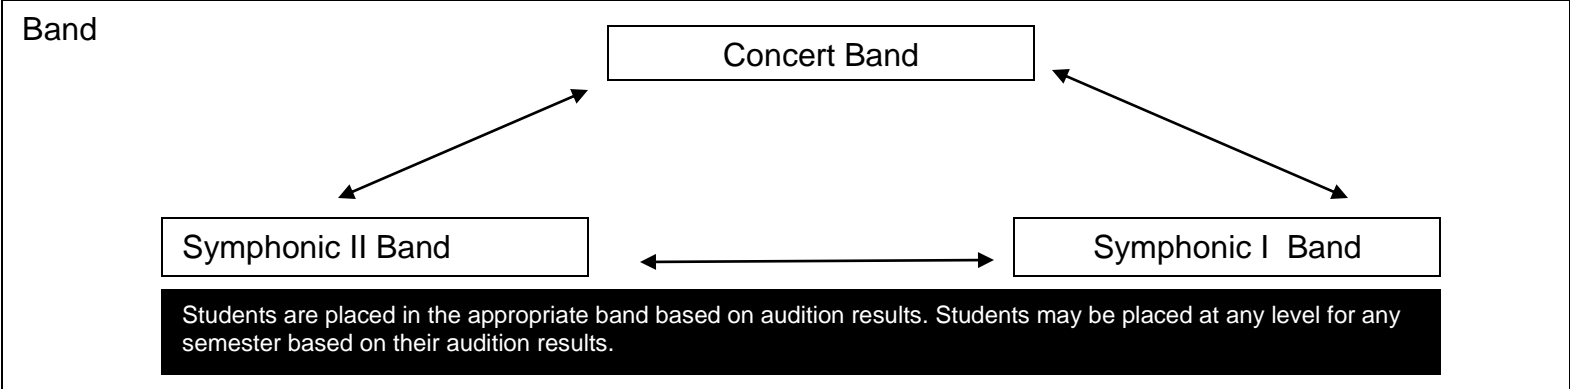 Band
Concert Band
Symphonic II Band
Symphonic I  Band
Students are placed in the appropriate band based on audition results. Students may be placed at any level for any
semester based on their audition results.